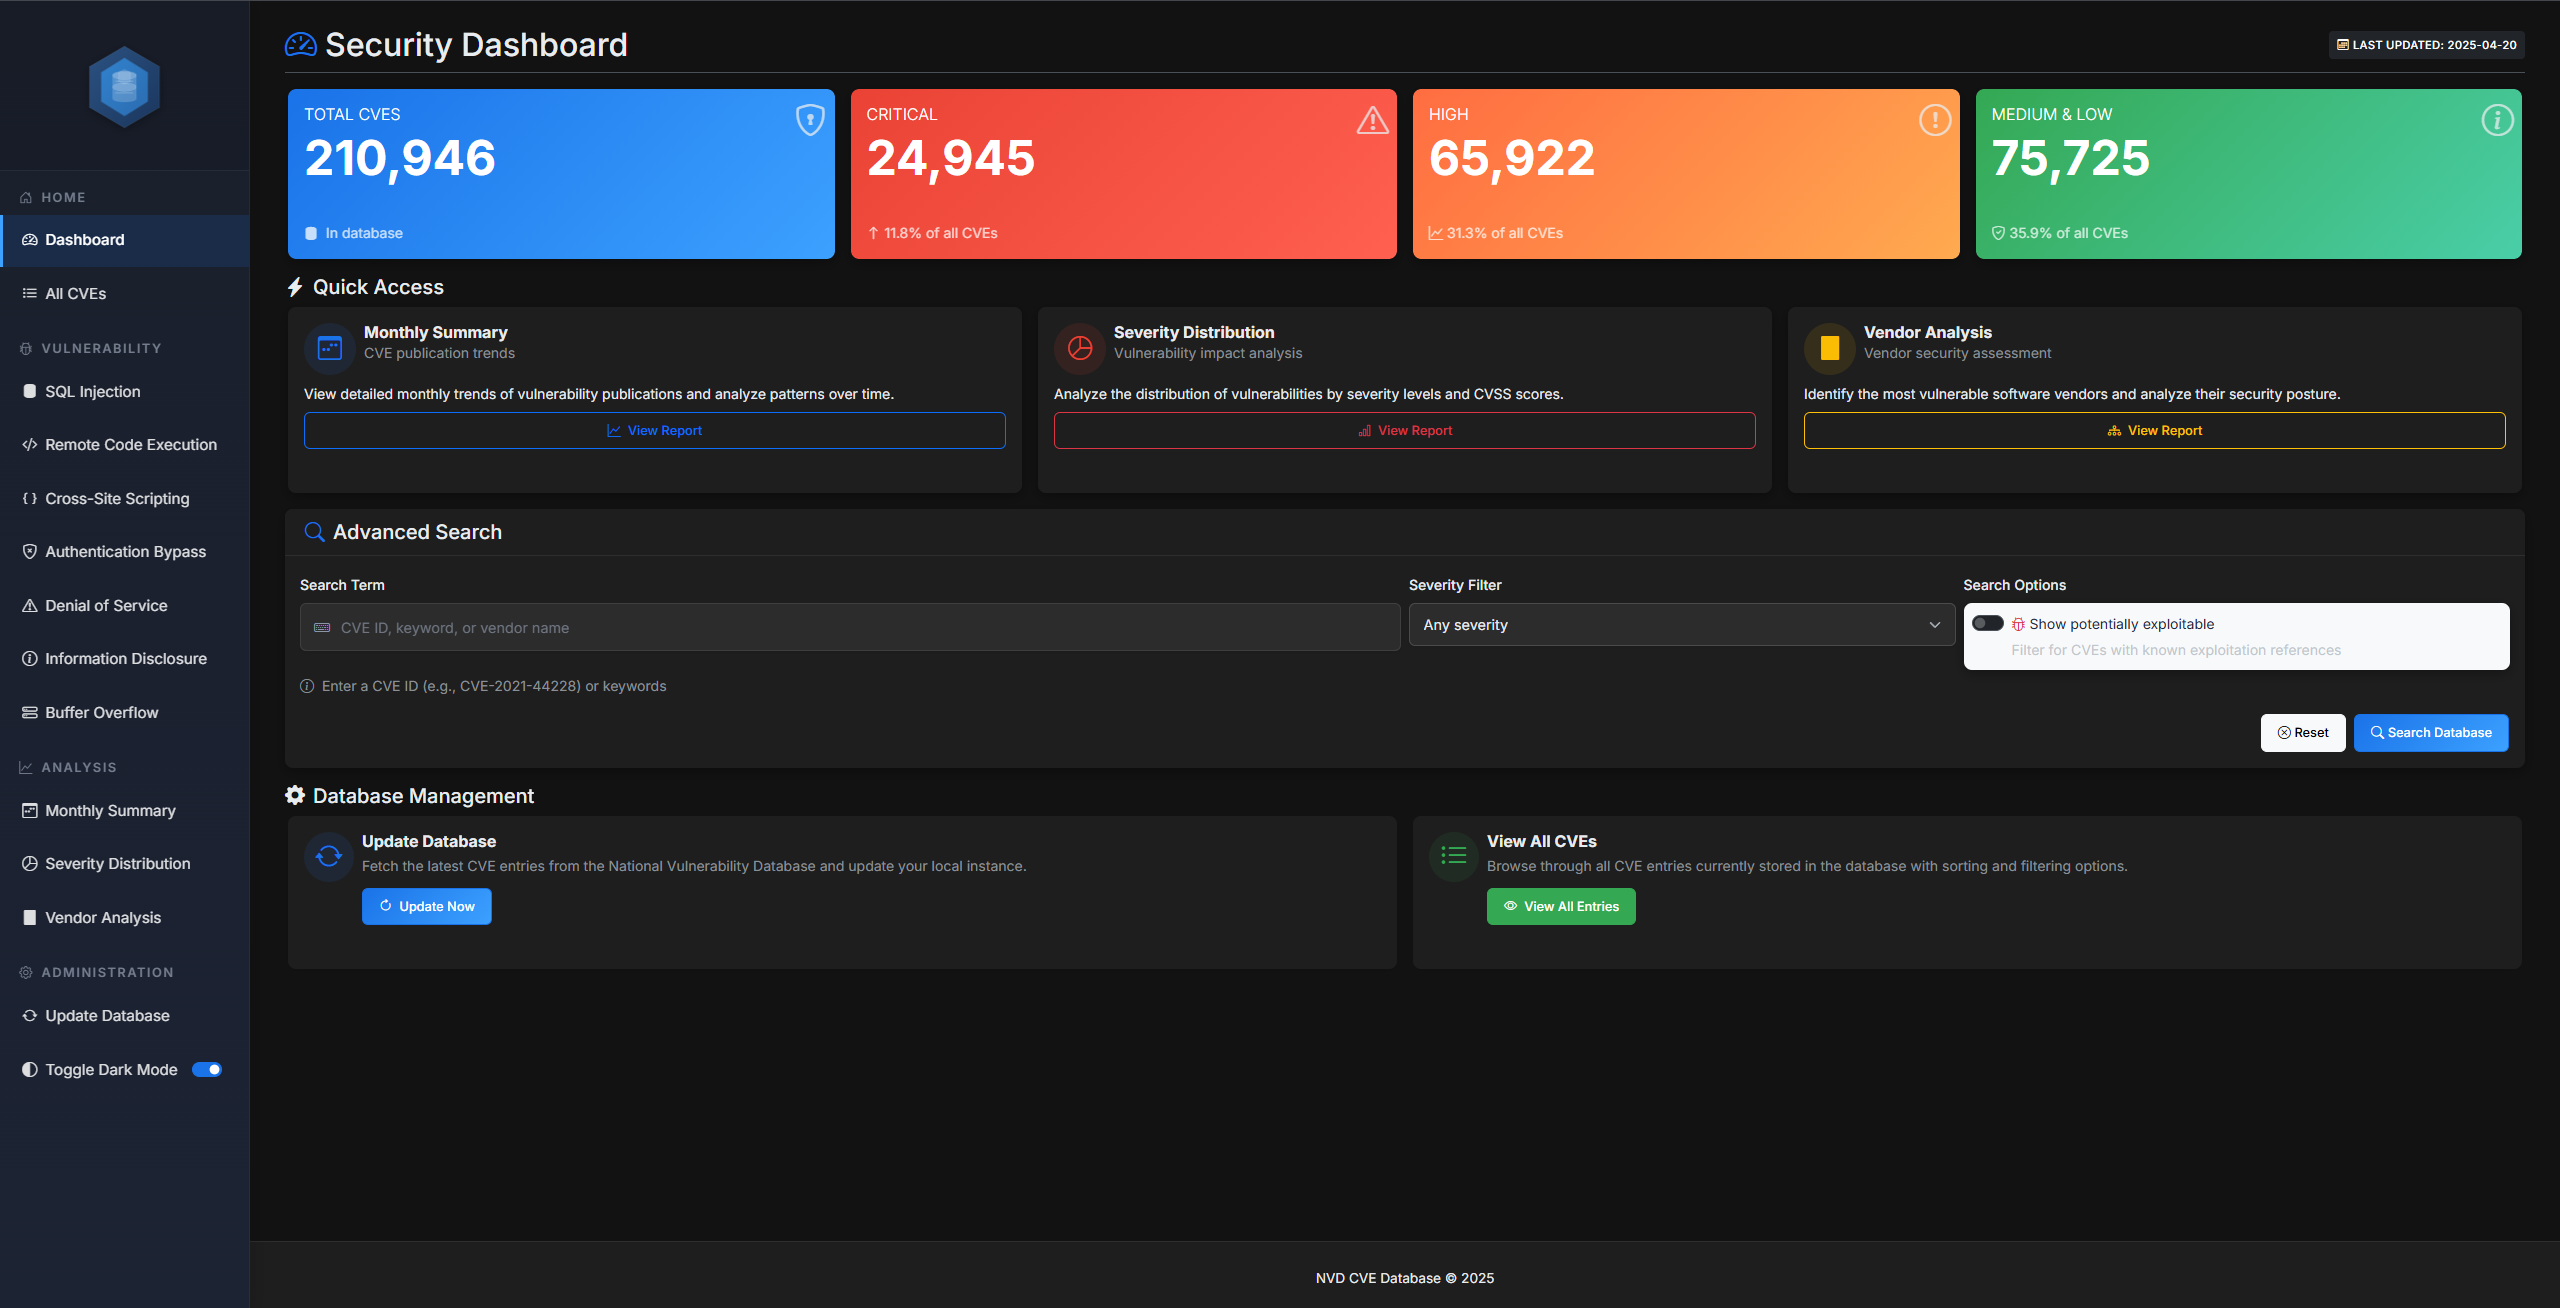 HOME
Dashboard
All CVEs
VULNERABILITY
SQL Injection
Remote Code Execution
Cross-Site Scripting
Authentication Bypass
Denial of Service
Information Disclosure
Buffer Overflow
ANALYSIS
Monthly Summary
Severity Distribution
Vendor Analysis
ADMINISTRATION
Update Database
Toggle Dark Mode
Security Dashboard
LAST UPDATED: 2025-04-20
TOTAL CVES
210,946
In database
CRITICAL
24,945
11.8% of all CVEs
HIGH
65,922
31.3% of all CVEs
MEDIUM & LOW
75,725
35.9% of all CVEs
Quick Access
Monthly Summary
CVE publication trends
View detailed monthly trends of vulnerability publications and analyze patterns over time.
View Report
Severity Distribution
Vulnerability impact analysis
Analyze the distribution of vulnerabilities by severity levels and CVSS scores.
View Report
Vendor Analysis
Vendor security assessment
Identify the most vulnerable software vendors and analyze their security posture.
View Report
Advanced Search
Search Term
CVE ID, keyword, or vendor name
Enter a CVE ID (e.g., CVE-2021-44228) or keywords
Severity Filter
Any severity
Search Options
Show potentially exploitable
Filter for CVEs with known exploitation references
Reset
Search Database
Database Management
Update Database
Fetch the latest CVE entries from the National Vulnerability Database and update your local instance.
Update Now
View All CVEs
Browse through all CVE entries currently stored in the database with sorting and filtering options.
View All Entries
NVD CVE Database © 2025